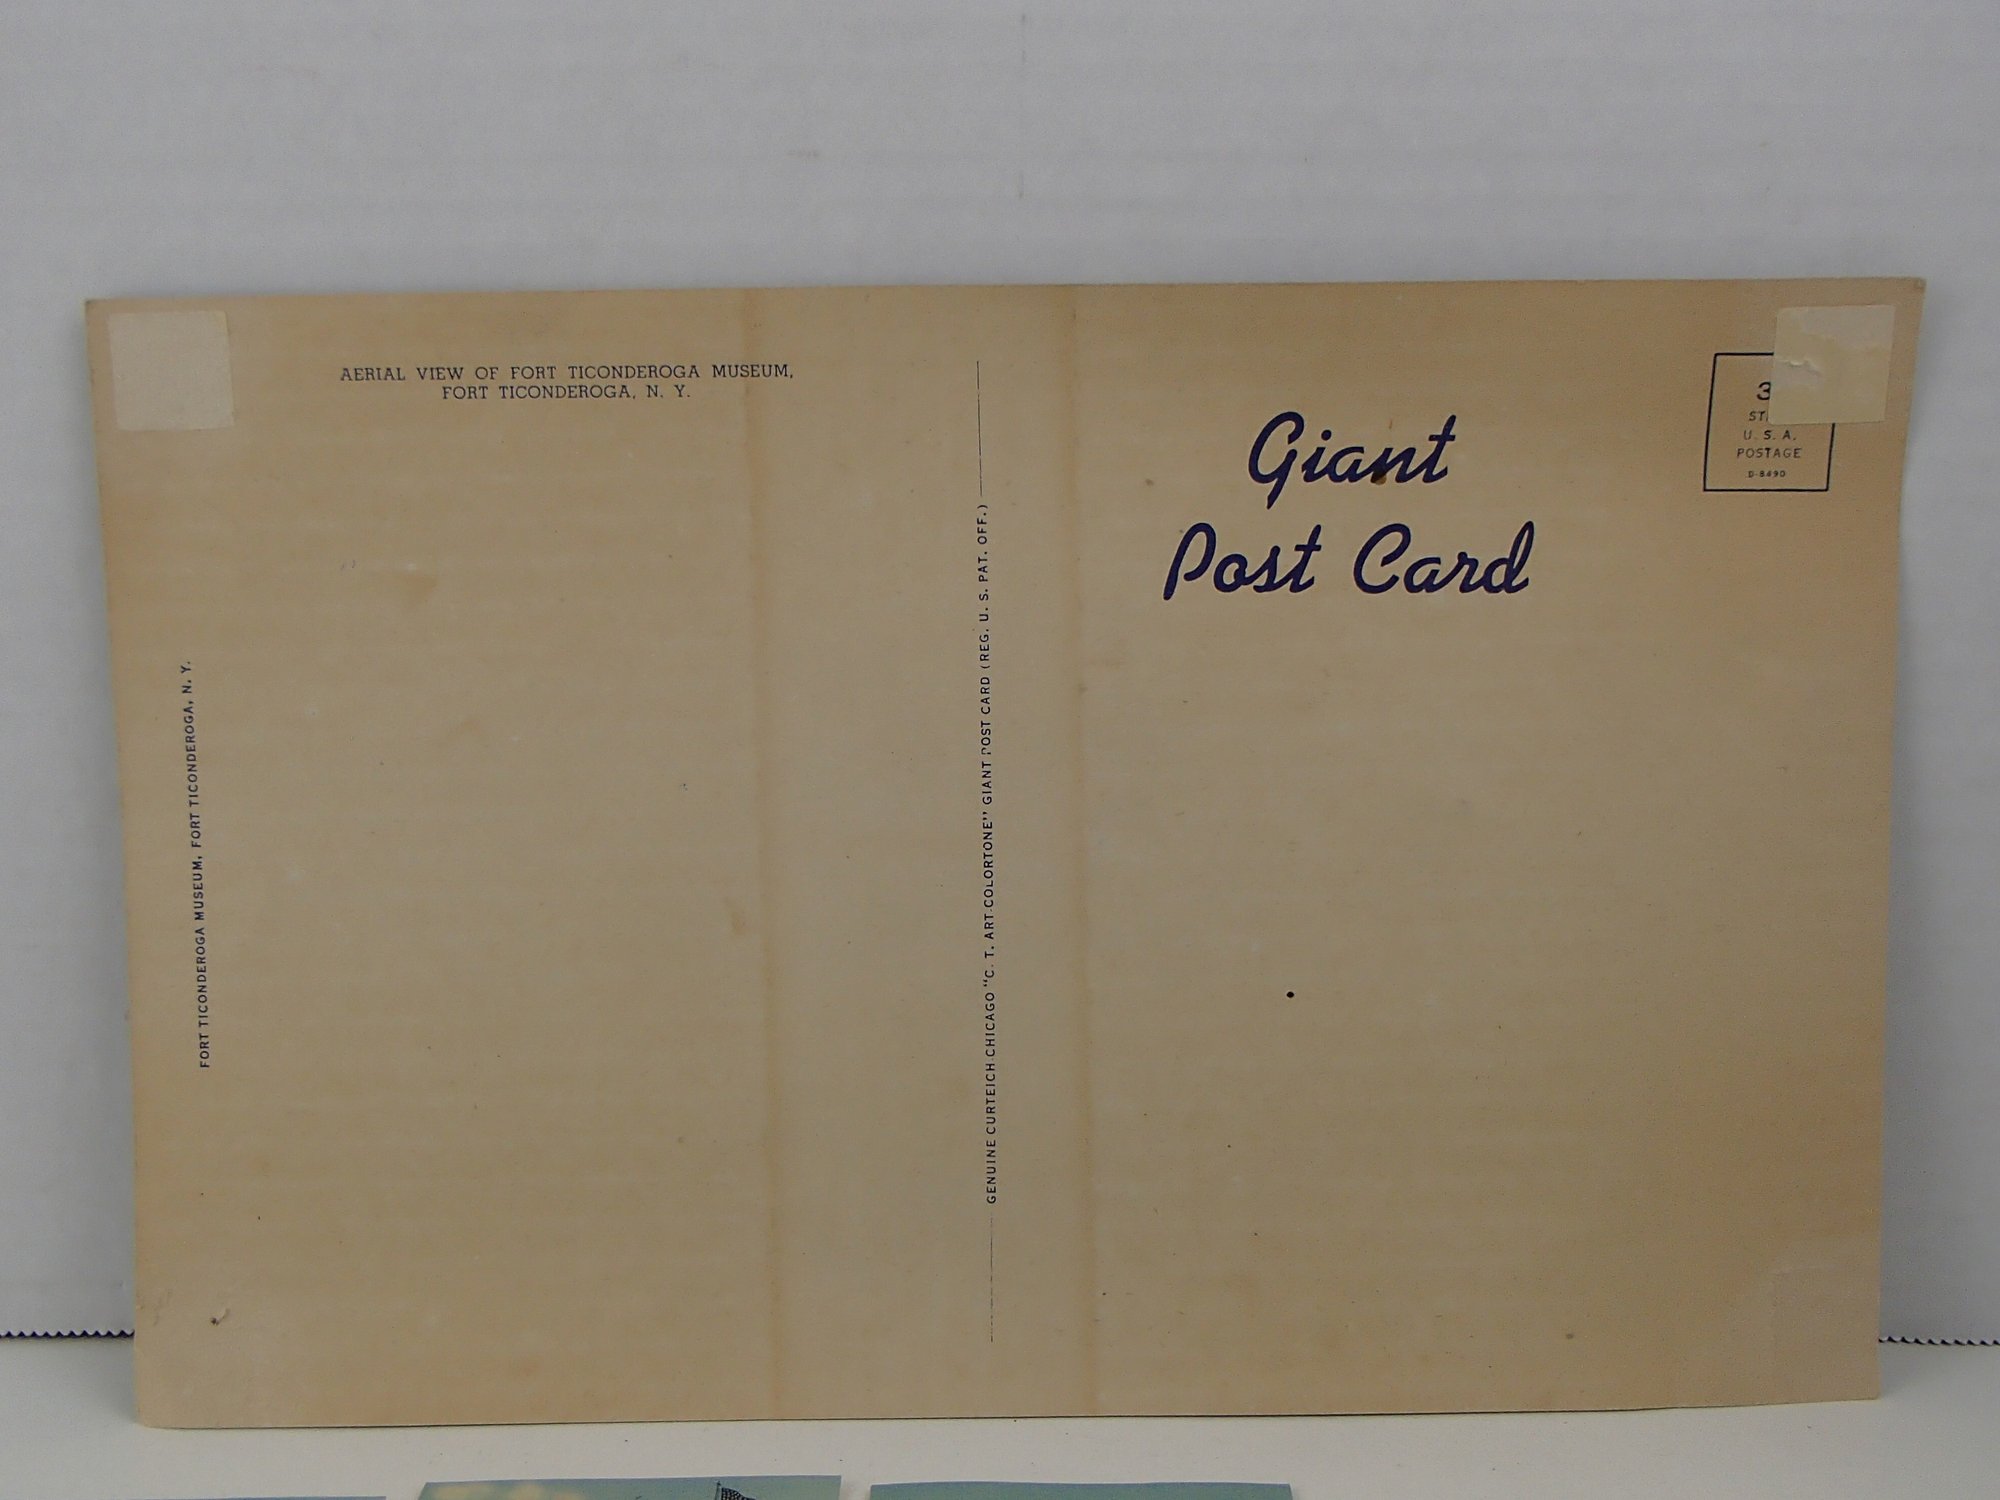 AERIAL VIEW OF FORT TICONDEROGA MUSEUM,
FORT TICONDEROGA, N. Y.
FORT TICONDEROGA MUSEUM, FORT TICONDEROGA, N. Y.
GENUINE CURTEICH-CHICAGO "C. T. ART-COLORTONE" GIANT POST CARD (REG. U. S. PAT. OFF.)
Giant
Post Card
3
U. S. A.
POSTAGE
D-8490